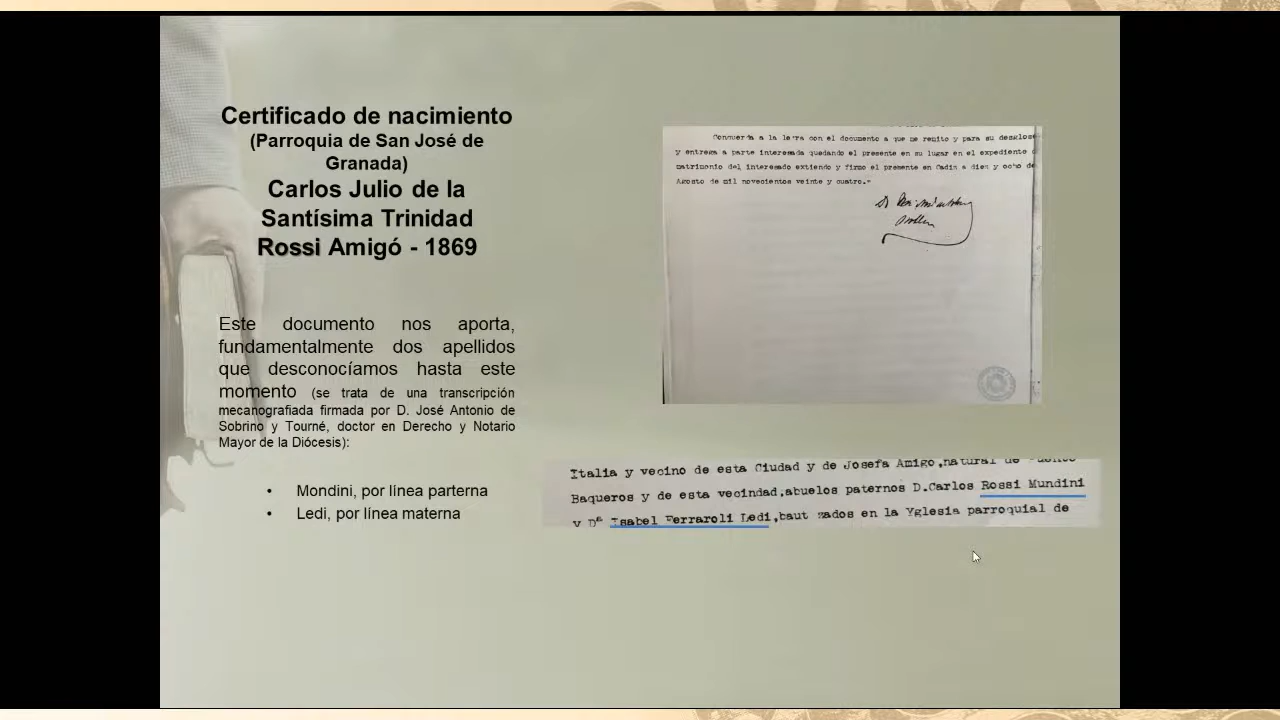 Certificado de nacimiento
(Parroquia de San José de
Granada)
Carlos Julio de la
Santísima Trinidad
Rossi Amigó - 1869
Este documento nos aporta,
fundamentalmente dos apellidos
que desconocíamos hasta este
momento (se trata de una transcripción
mecanografiada firmada por D. José Antonio de
Sobrino y Tourné, doctor en Derecho y Notario
Mayor de la Diócesis):
• Mondini, por línea parterna
• Ledi, por línea materna
a la letra con el documento a que me remito y para su desglose
y entrega a parte interesada quedando el presente en su lugar en el expediente
matrimonio del interesado extiendo y firmo el presente en Cadiz a diez y ocho de
Agosto de mil novecientos veinte y cuatro.-
Italia y vecino de esta Ciudad y de Josefa Amigo,natural de
Baqueros y de esta vecindad,abuelos paternos D.Carlos Rossi Mundini
y Dª Isabel Ferraroli Ledi,baut zados en la Yglesia parroquial de